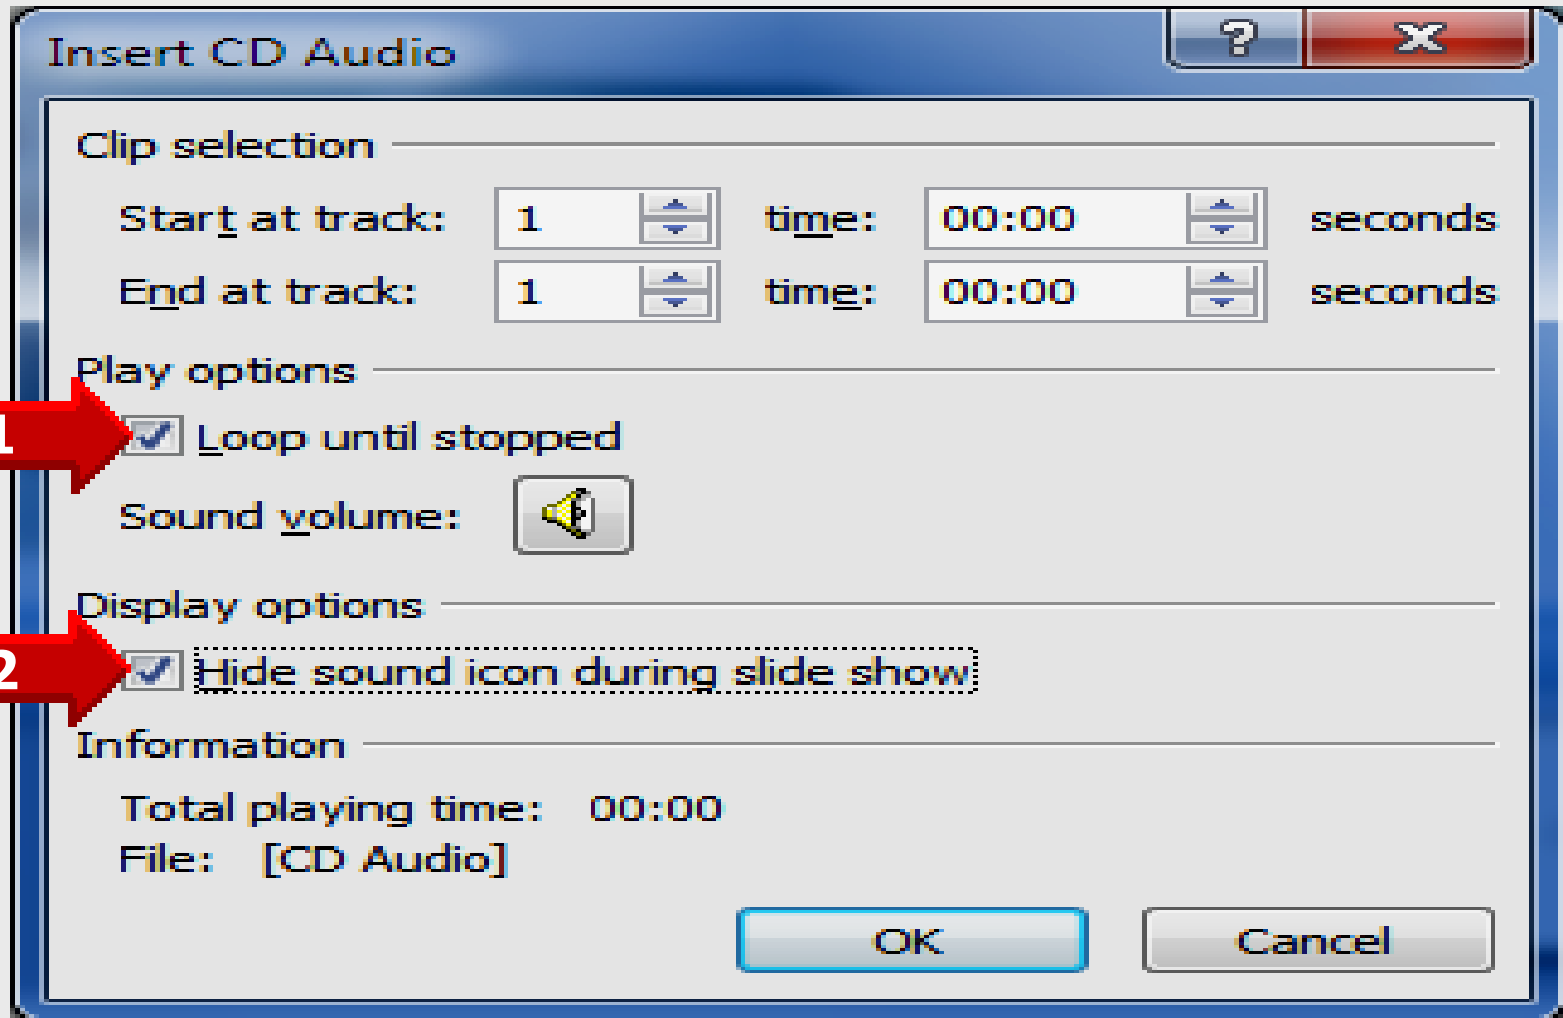 Insert CD Audio ?
Clip selection
Start at track: 1 time: 00:00 seconds
End at track: 1 time: 00:00 seconds
Play options
1 Loop until stopped
Sound volume:
Display options
2 Hide sound icon during slide show
Information
Total playing time: 00:00
File: [CD Audio]
OK Cancel